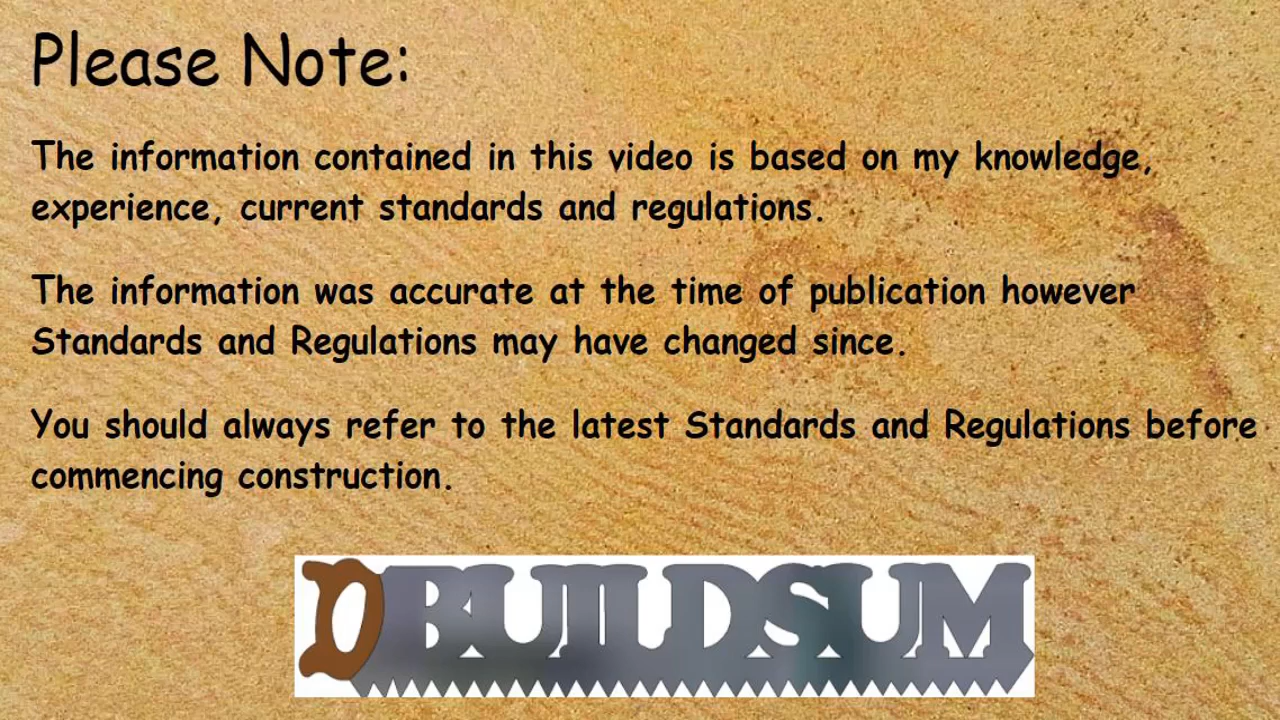 Please Note:
The information contained in this video is based on my knowledge,
experience, current standards and regulations.
The information was accurate at the time of publication however
Standards and Regulations may have changed since.
You should always refer to the latest Standards and Regulations before
commencing construction.
BUILDSUM